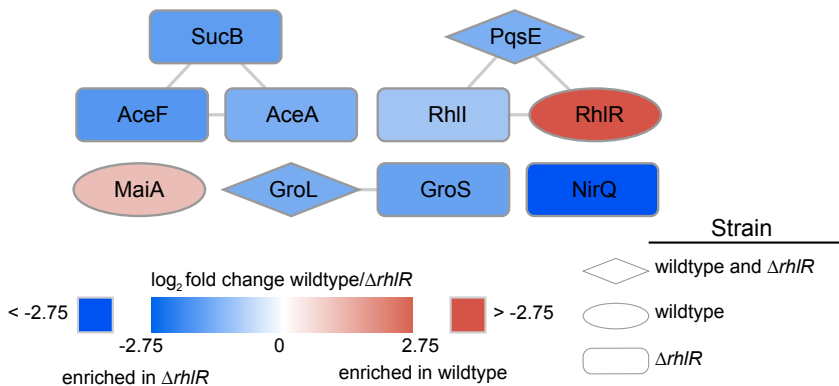 SucB
PqsE
AceF
AceA
RhlI
RhlR
MaiA
GroL
GroS
NirQ
Strain
wildtype and ΔrhlR
wildtype
ΔrhlR
log₂ fold change wildtype/ΔrhlR
< -2.75
> -2.75
-2.75
0
2.75
enriched in ΔrhlR
enriched in wildtype